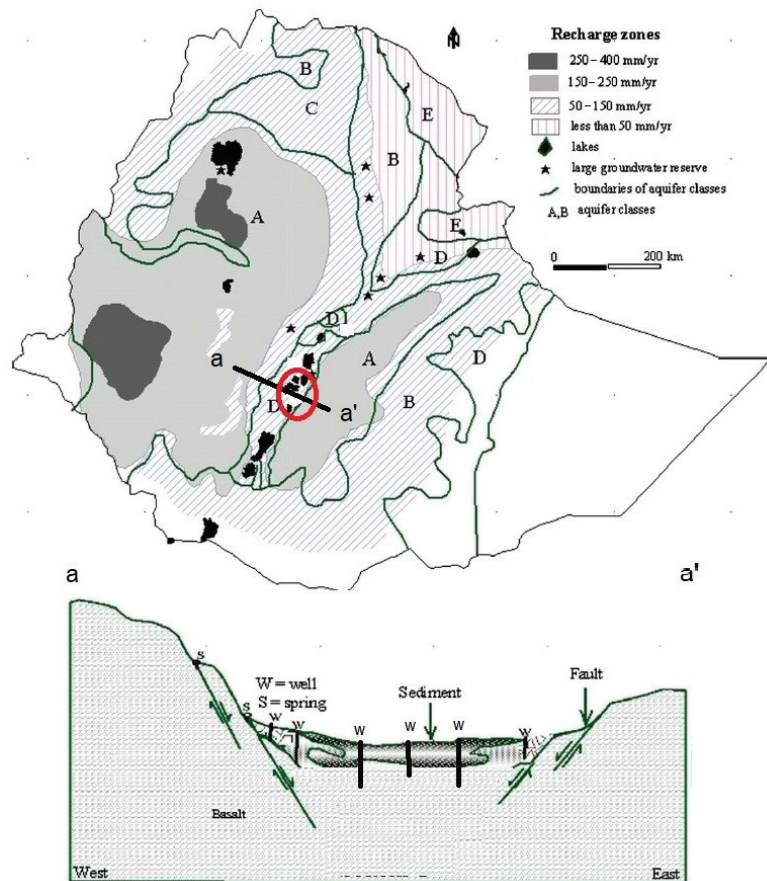 N
Recharge zones
250–400 mm/yr
150–250 mm/yr
50–150 mm/yr
less than 50 mm/yr
lakes
large groundwater reserve
boundaries of aquifer classes
A,B aquifer classes
0 200 km
B
C
E
B
A
E
D
D
A
D
a
B
D
a'
a
a'
S
W = well
S = spring
Sediment
Fault
S
W
W
W
W
W
W
Basalt
West
East